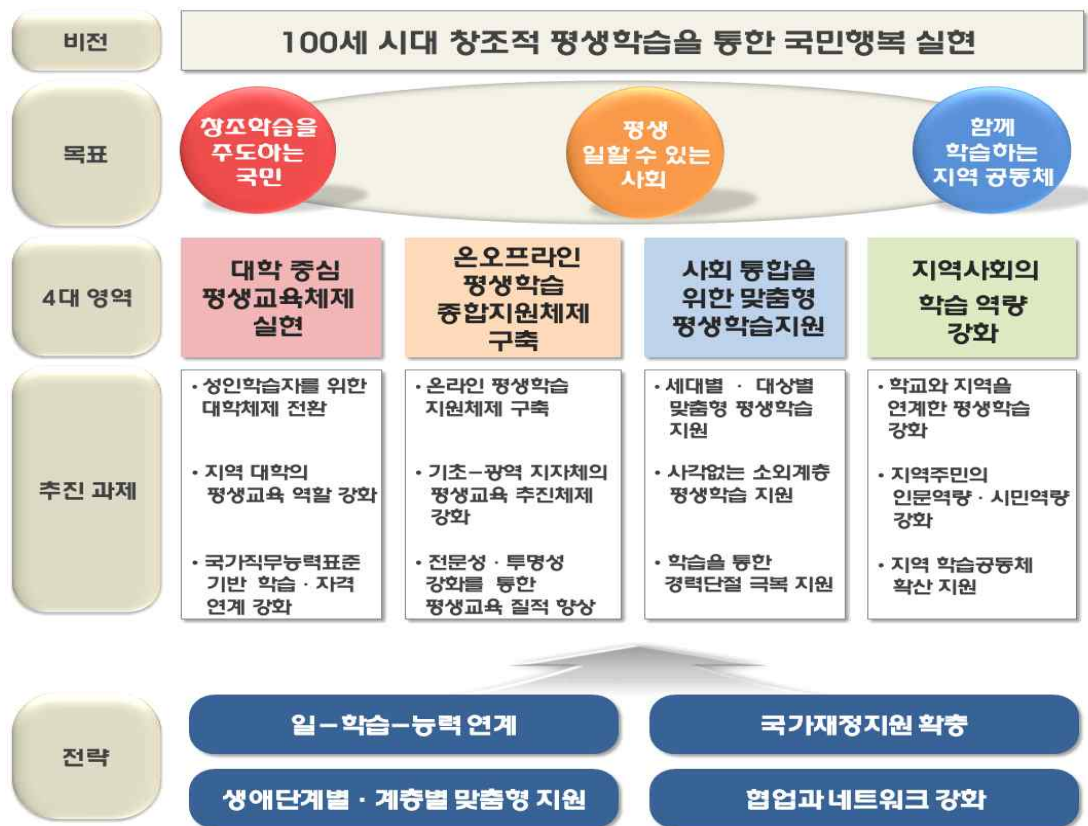 비전
100세 시대 창조적 평생학습을 통한 국민행복 실현
목표
창조학습을
주도하는
국민
평생
일할 수 있는
사회
함께
학습하는
지역 공동체
4대 영역
대학 중심
평생교육체제
실현
온오프라인
평생학습
종합지원체제
구축
사회 통합을
위한 맞춤형
평생학습지원
지역사회의
학습 역량
강화
추진 과제
· 성인학습자를 위한
대학체제 전환
· 지역 대학의
평생교육 역할 강화
· 국가직무능력표준
기반 학습 · 자격
연계 강화
· 온라인 평생학습
지원체제 구축
· 기초-광역 지자체의
평생교육 추진체제
강화
· 전문성 · 투명성
강화를 통한
평생교육 질적 향상
· 세대별 · 대상별
맞춤형 평생학습
지원
· 사각없는 소외계층
평생학습 지원
· 학습을 통한
경력단절 극복 지원
· 학교와 지역을
연계한 평생학습
강화
· 지역주민의
인문역량 · 시민역량
강화
· 지역 학습공동체
확산 지원
전략
일-학습-능력 연계
국가재정지원 확충
생애단계별 · 계층별 맞춤형 지원
협업과 네트워크 강화